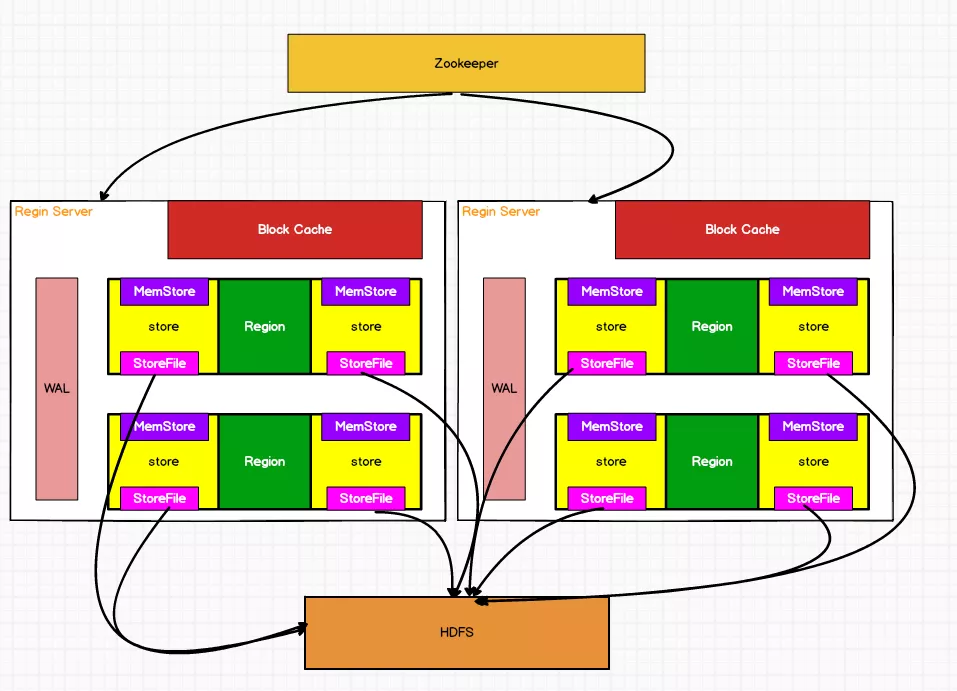 Zookeeper
Regin Server
Block Cache
WAL
MemStore
MemStore
store
Region
store
StoreFile
StoreFile
MemStore
MemStore
store
Region
store
StoreFile
StoreFile
Regin Server
Block Cache
WAL
MemStore
MemStore
store
Region
store
StoreFile
StoreFile
MemStore
MemStore
store
Region
store
StoreFile
StoreFile
HDFS